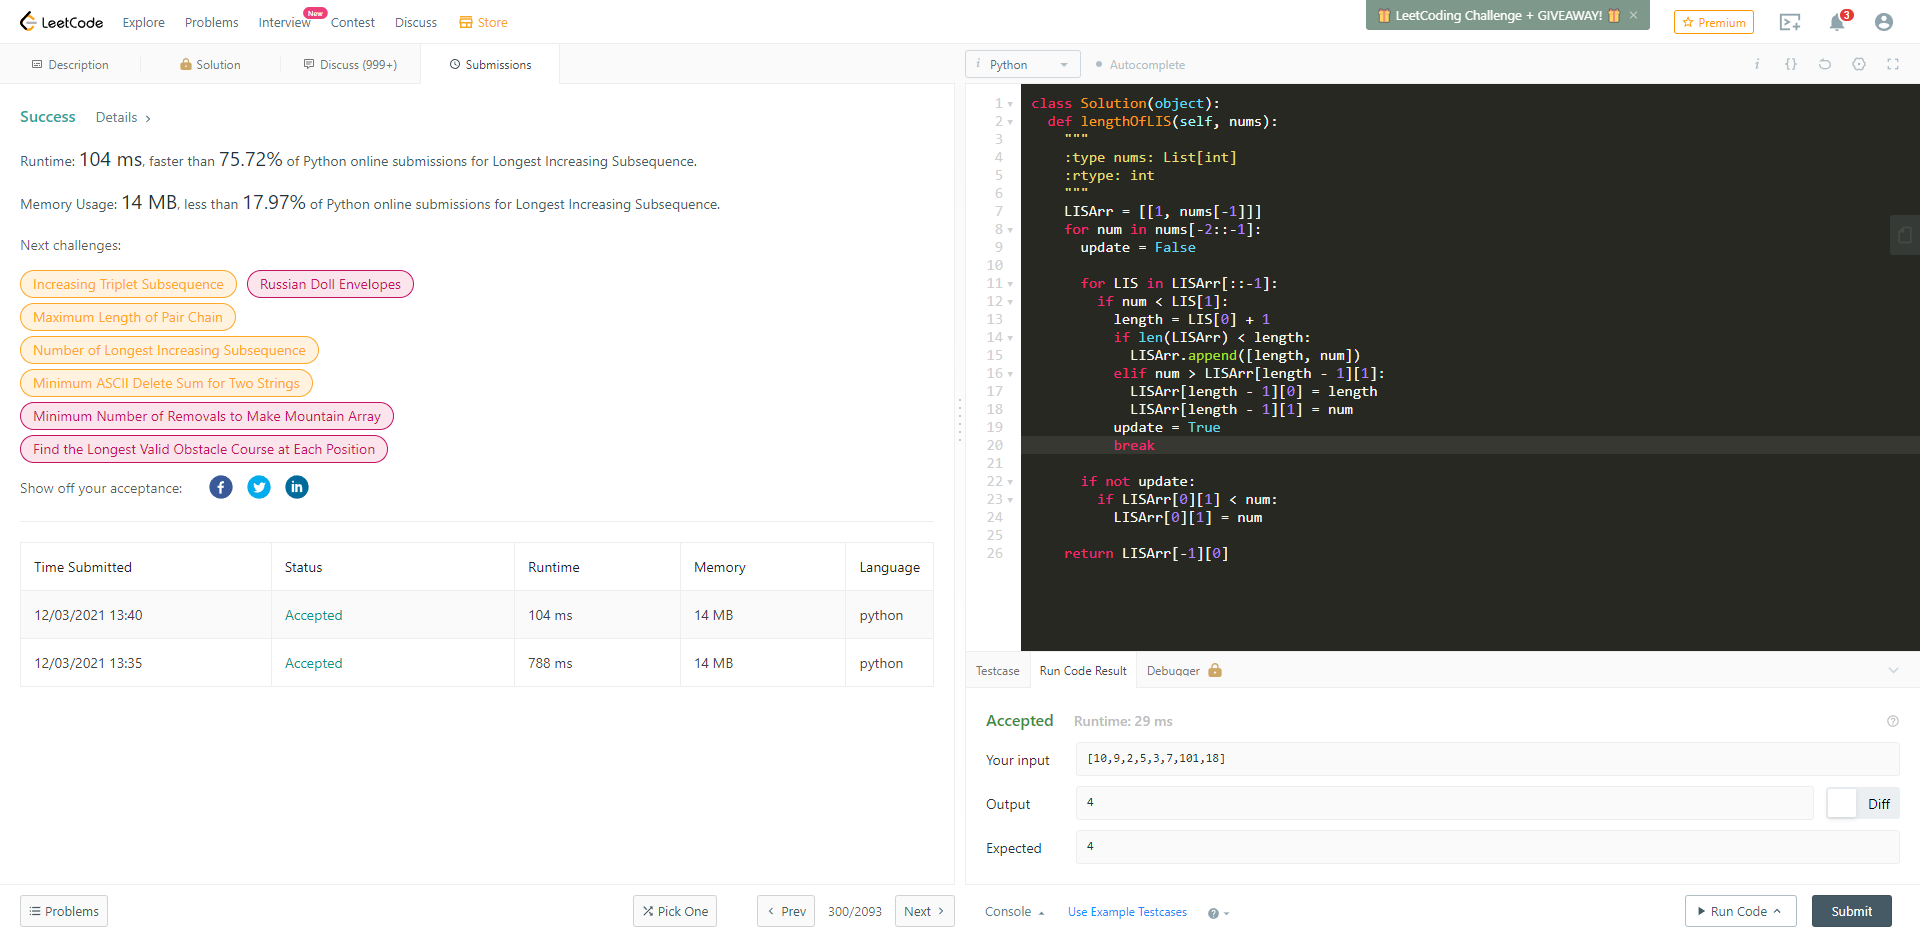 LeetCode Explore Problems Interview New Contest Discuss Store LeetCoding Challenge + GIVEAWAY! × Premium 3
Description Solution Discuss (999+) Submissions
Success Details >
Runtime: 104 ms, faster than 75.72% of Python online submissions for Longest Increasing Subsequence.
Memory Usage: 14 MB, less than 17.97% of Python online submissions for Longest Increasing Subsequence.
Next challenges:
Increasing Triplet Subsequence Russian Doll Envelopes
Maximum Length of Pair Chain
Number of Longest Increasing Subsequence
Minimum ASCII Delete Sum for Two Strings
Minimum Number of Removals to Make Mountain Array
Find the Longest Valid Obstacle Course at Each Position
Show off your acceptance:
Time Submitted Status Runtime Memory Language
12/03/2021 13:40 Accepted 104 ms 14 MB python
12/03/2021 13:35 Accepted 788 ms 14 MB python
Problems Pick One < Prev 300/2093 Next >
i Python Autocomplete i {}
1 class Solution(object):
2 def lengthOfLIS(self, nums):
3 """
4 :type nums: List[int]
5 :rtype: int
6 """
7 LISArr = [[1, nums[-1]]]
8 for num in nums[-2::-1]:
9 update = False
10
11 for LIS in LISArr[::-1]:
12 if num < LIS[1]:
13 length = LIS[0] + 1
14 if len(LISArr) < length:
15 LISArr.append([length, num])
16 elif num > LISArr[length - 1][1]:
17 LISArr[length - 1][0] = length
18 LISArr[length - 1][1] = num
19 update = True
20 break
21
22 if not update:
23 if LISArr[0][1] < num:
24 LISArr[0][1] = num
25
26 return LISArr[-1][0]
Testcase Run Code Result Debugger
Accepted Runtime: 29 ms
Your input [10,9,2,5,3,7,101,18]
Output 4 Diff
Expected 4
Console Use Example Testcases Run Code Submit